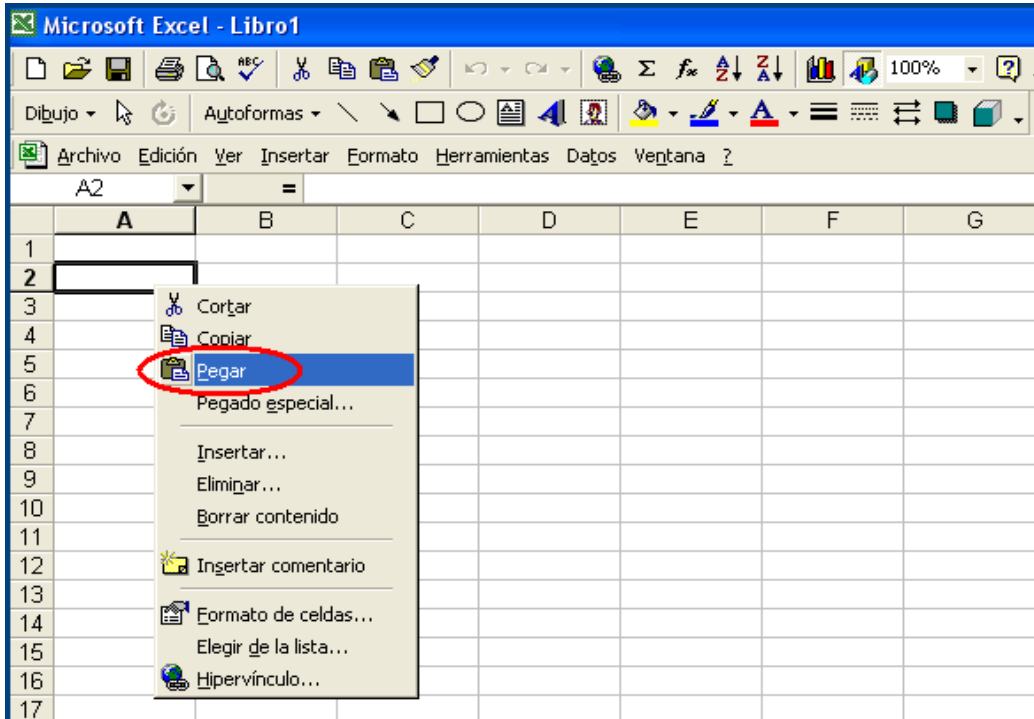 Microsoft Excel - Libro1
ABC Σ fx A Z Z A 100% ?
Dibujo Autoformas A A
Archivo Edición Ver Insertar Formato Herramientas Datos Ventana ?
A2 =
A B C D E F G
1
2
3 Cortar
4 Copiar
5 Pegar
6 Pegado especial...
7
8 Insertar...
9 Eliminar...
10 Borrar contenido
11
12 Insertar comentario
13
14 Formato de celdas...
15 Elegir de la lista...
16 Hipervínculo...
17